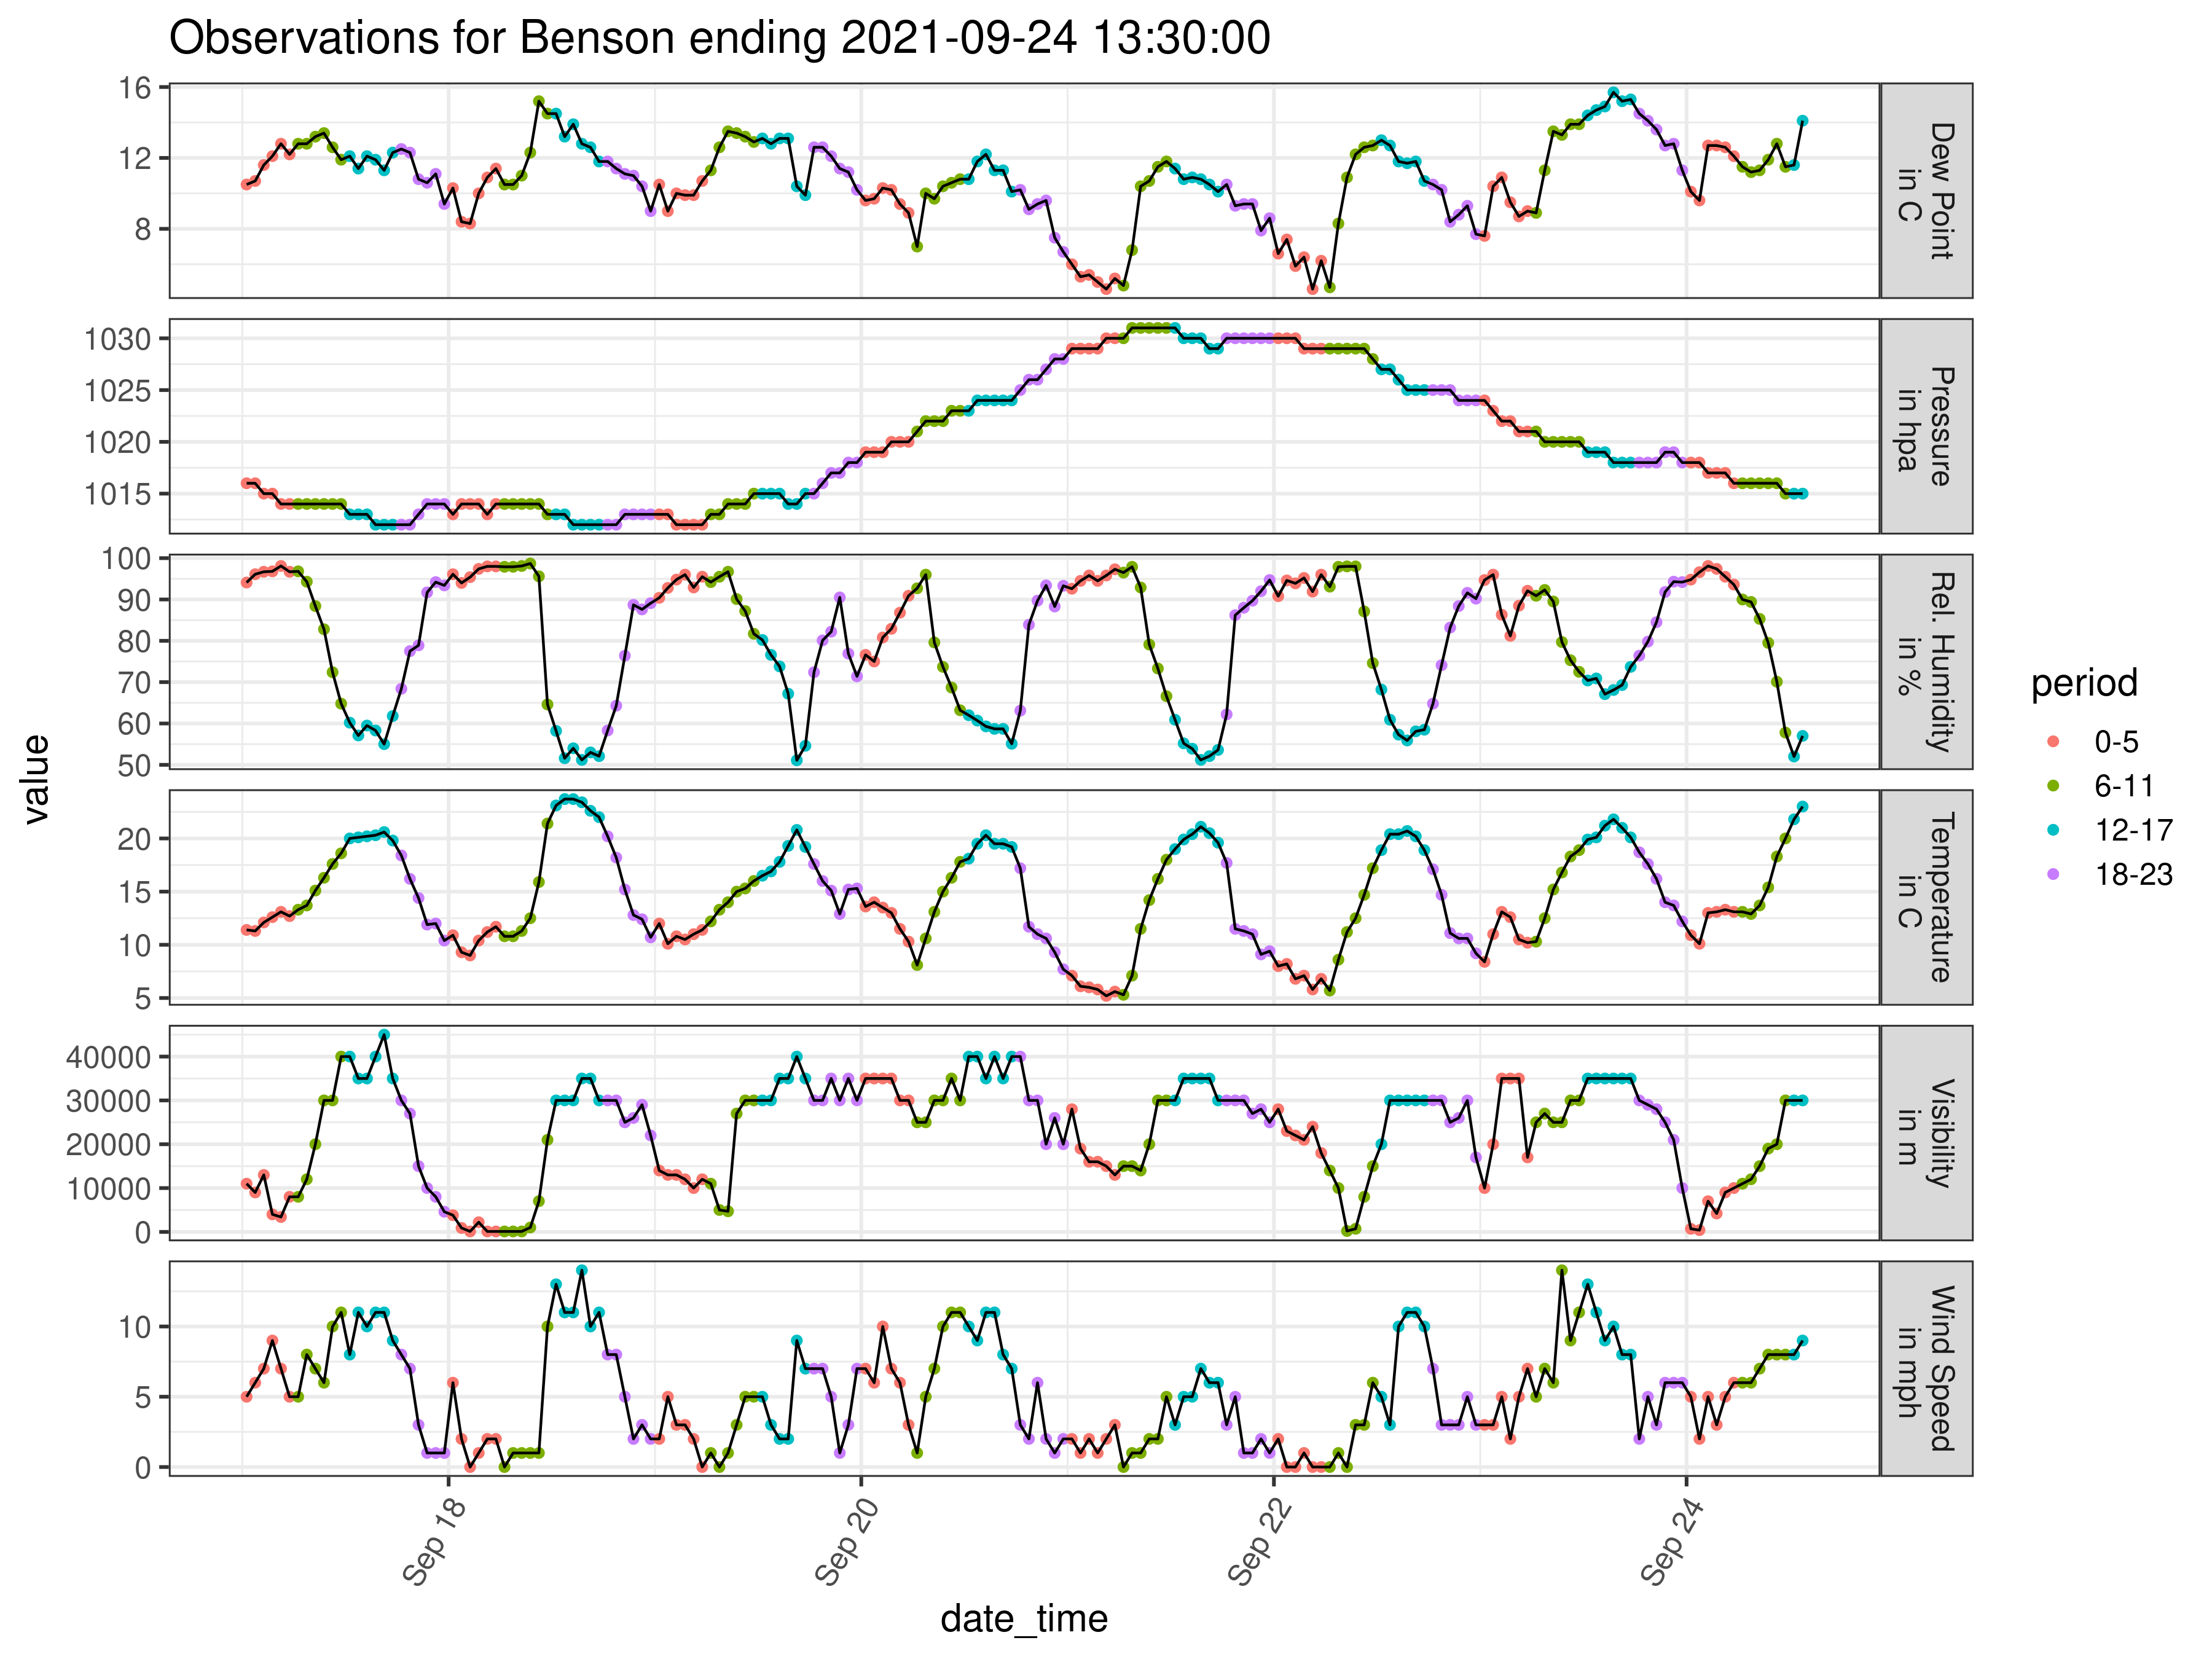 Observations for Benson ending 2021-09-24 13:30:00
value
16
12
8
Dew Point
in C
1030
1025
1020
1015
Pressure
in hpa
100
90
80
70
60
50
Rel. Humidity
in %
20
15
10
5
Temperature
in C
40000
30000
20000
10000
0
Visibility
in m
10
5
0
Wind Speed
in mph
Sep 18
Sep 20
Sep 22
Sep 24
date_time
period
0-5
6-11
12-17
18-23